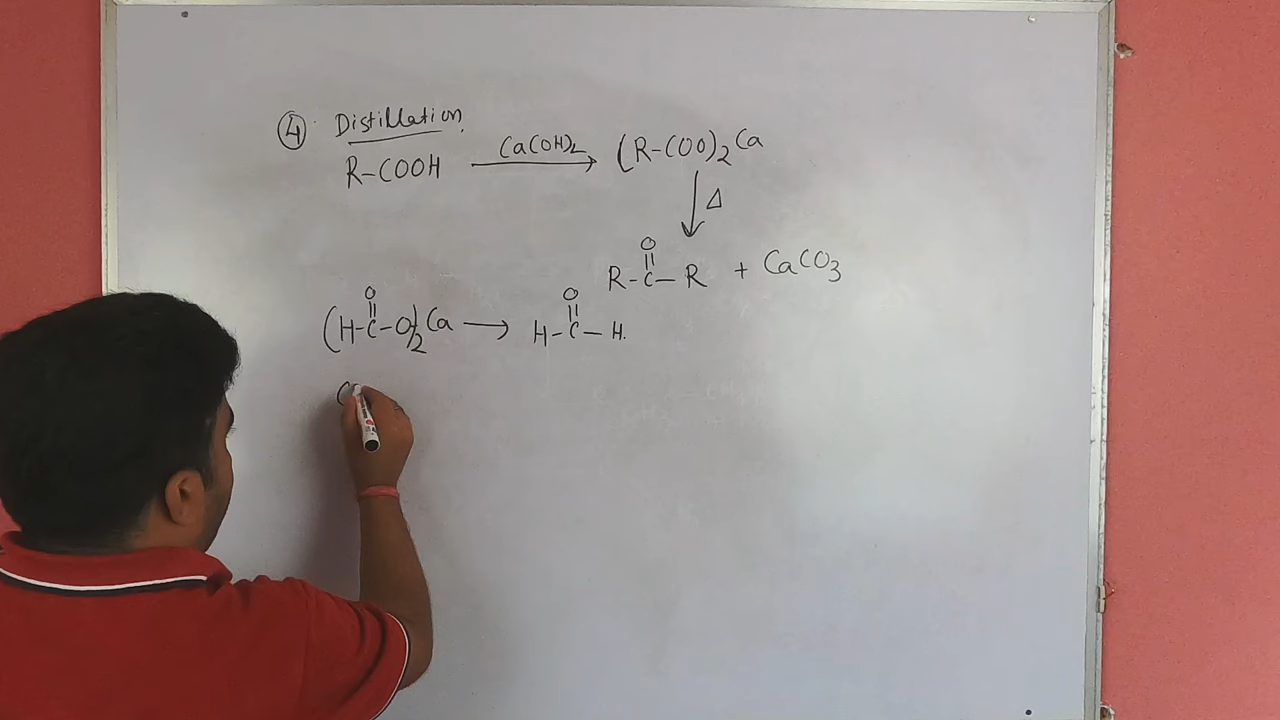 ④ Distillation.
R-COOH Ca(OH)₂ → (R-COO)₂Ca
↓ Δ
O
R-C-R + CaCO₃
O O
(H-C-O)₂Ca → H-C-H.
(